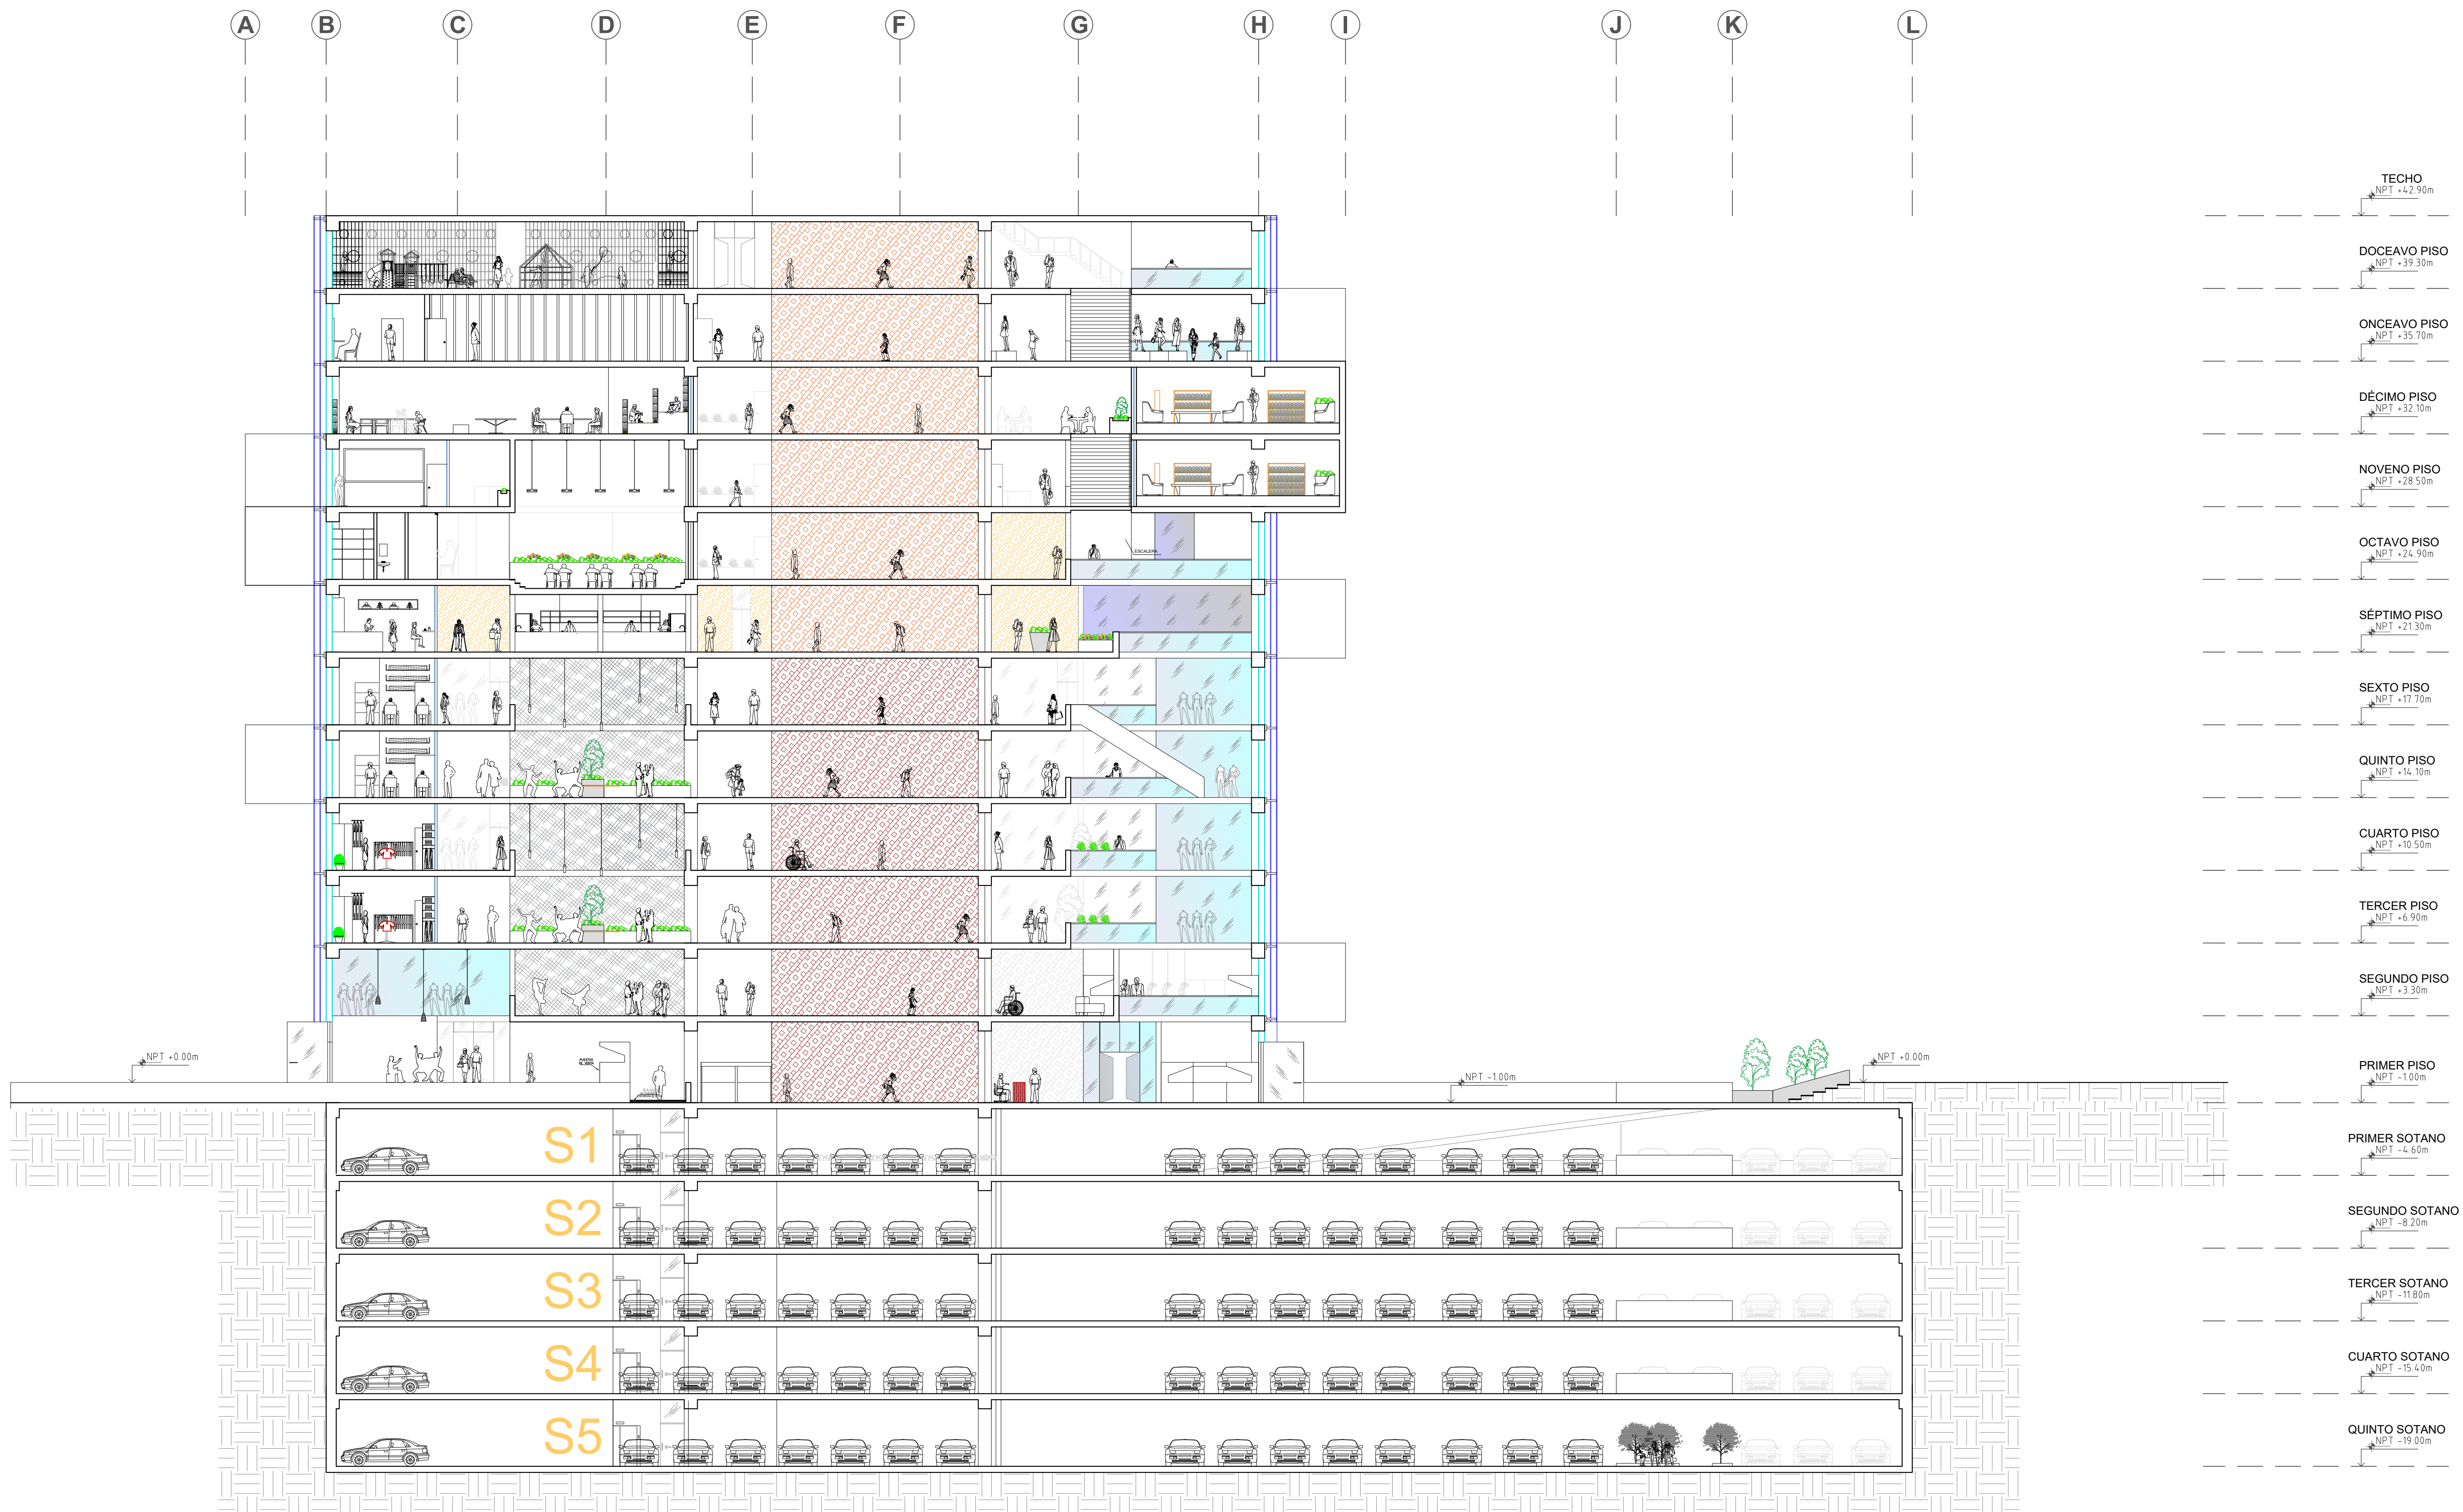 A B C D E F G H I J K L
TECHO
NPT +42.90m
DOCEAVO PISO
NPT +39.30m
ONCEAVO PISO
NPT +35.70m
DÉCIMO PISO
NPT +32.10m
NOVENO PISO
NPT +28.50m
OCTAVO PISO
NPT +24.90m
ESCALERA
SÉPTIMO PISO
NPT +21.30m
SEXTO PISO
NPT +17.70m
QUINTO PISO
NPT +14.10m
CUARTO PISO
NPT +10.50m
TERCER PISO
NPT +6.90m
SEGUNDO PISO
NPT +3.30m
NPT +0.00m
NPT -1.00m
NPT +0.00m
PRIMER PISO
NPT -1.00m
S1
PRIMER SOTANO
NPT -4.60m
S2
SEGUNDO SOTANO
NPT -8.20m
S3
TERCER SOTANO
NPT -11.80m
S4
CUARTO SOTANO
NPT -15.40m
S5
QUINTO SOTANO
NPT -19.00m